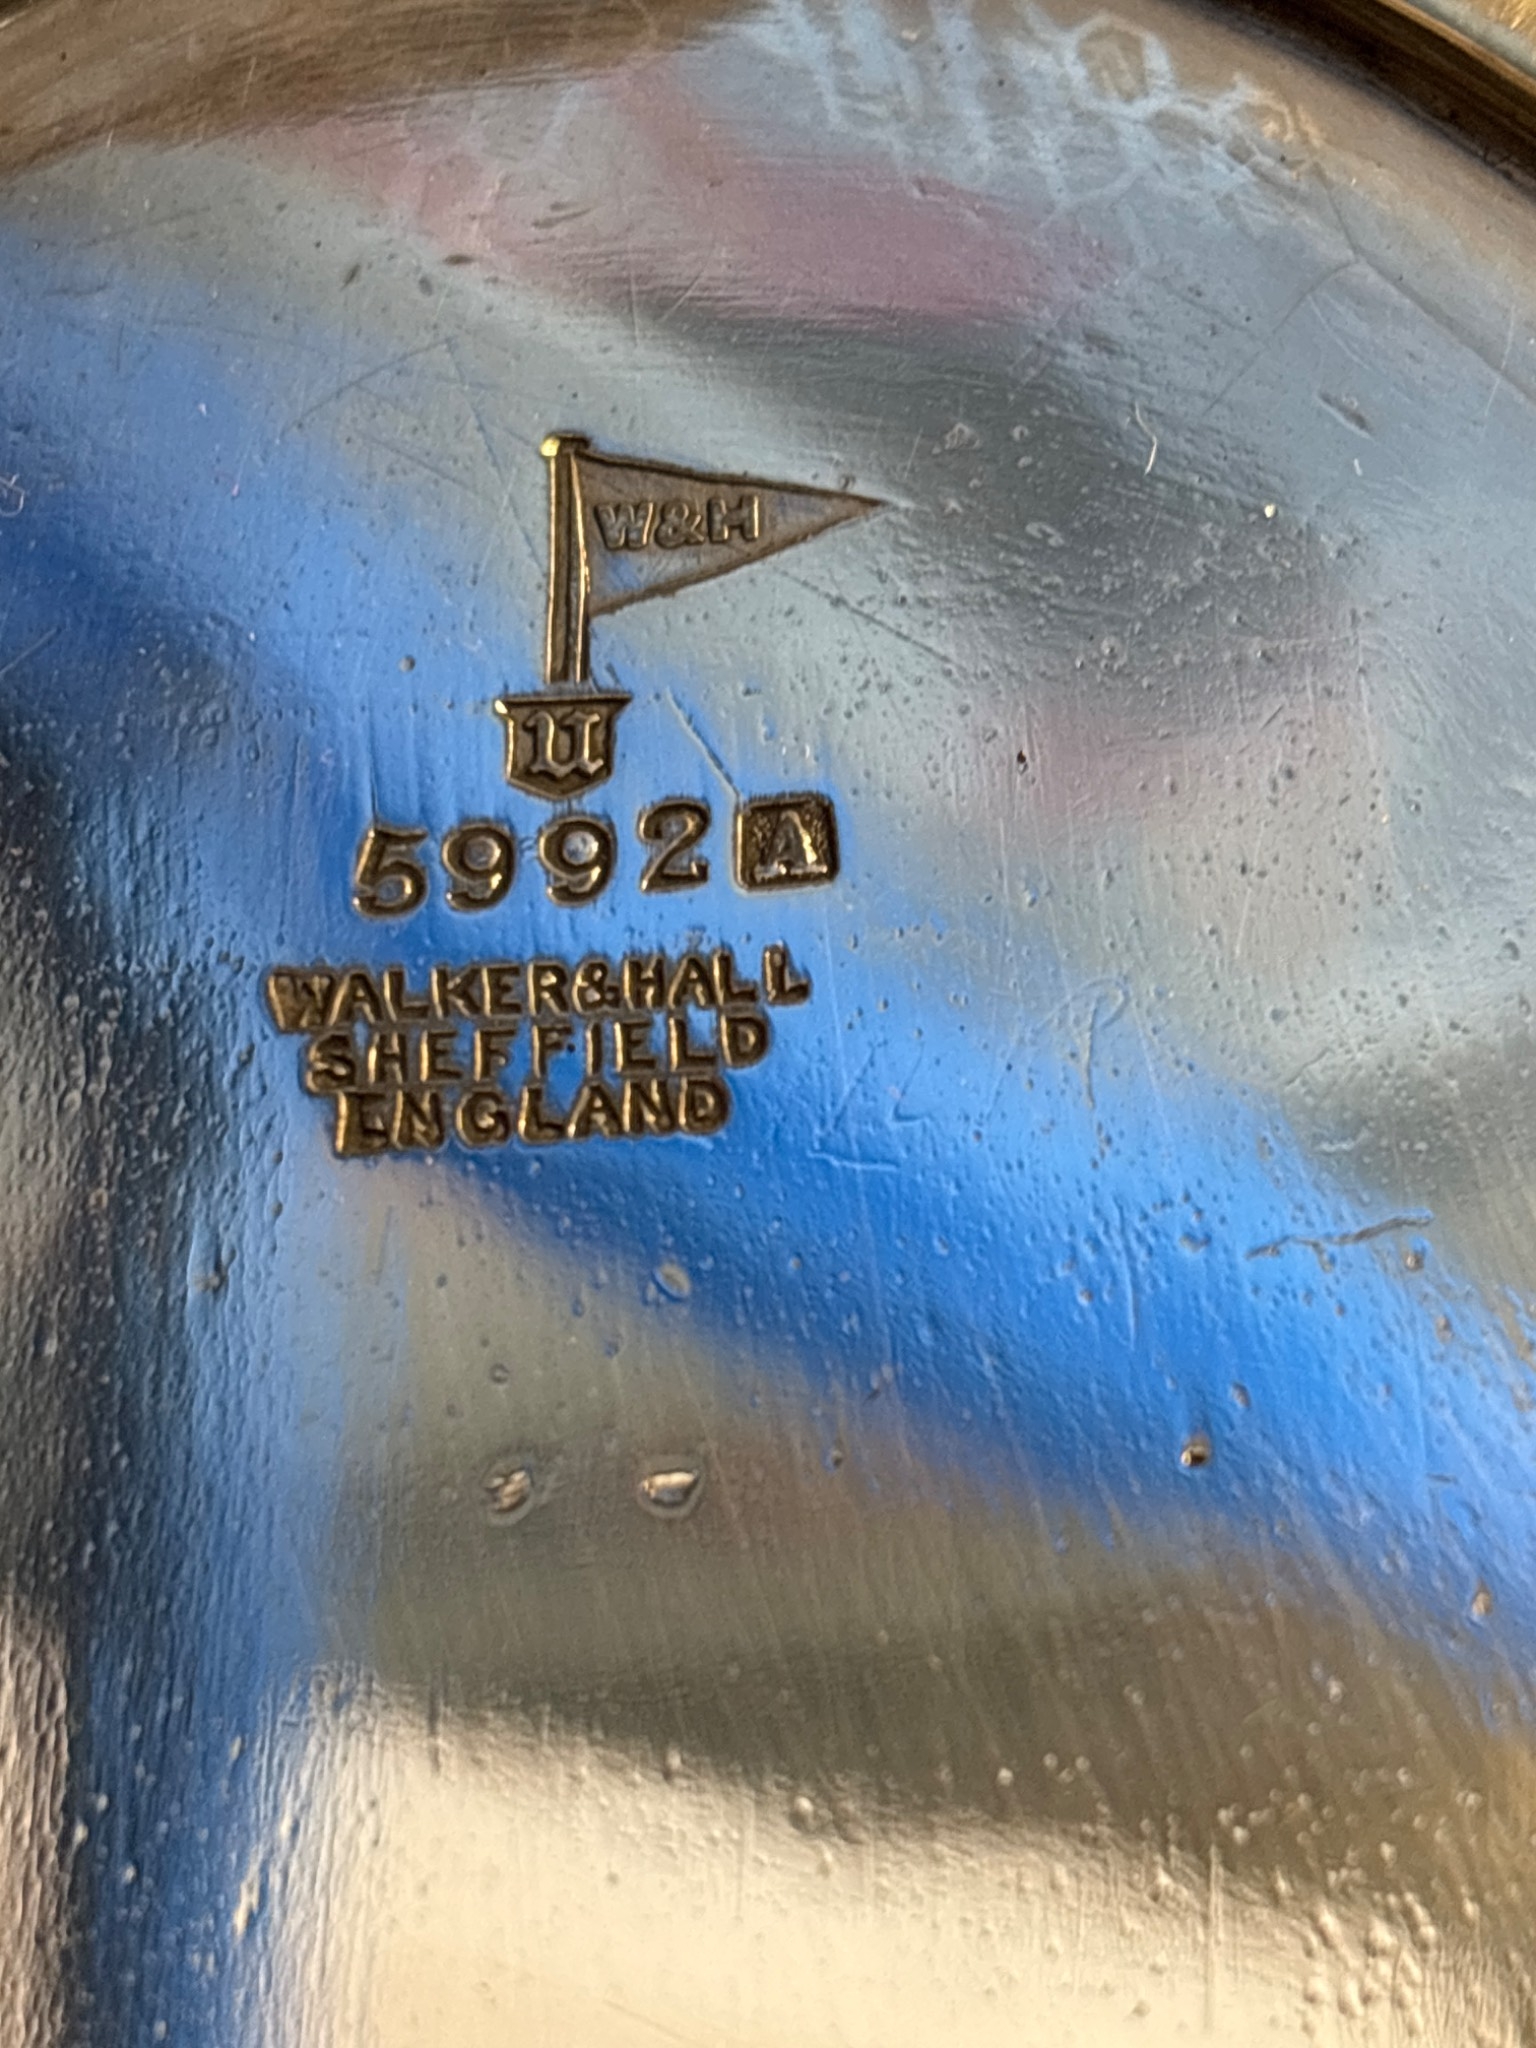 W&H
U
5992 A
WALKER&HALL
SHEFFIELD
ENGLAND